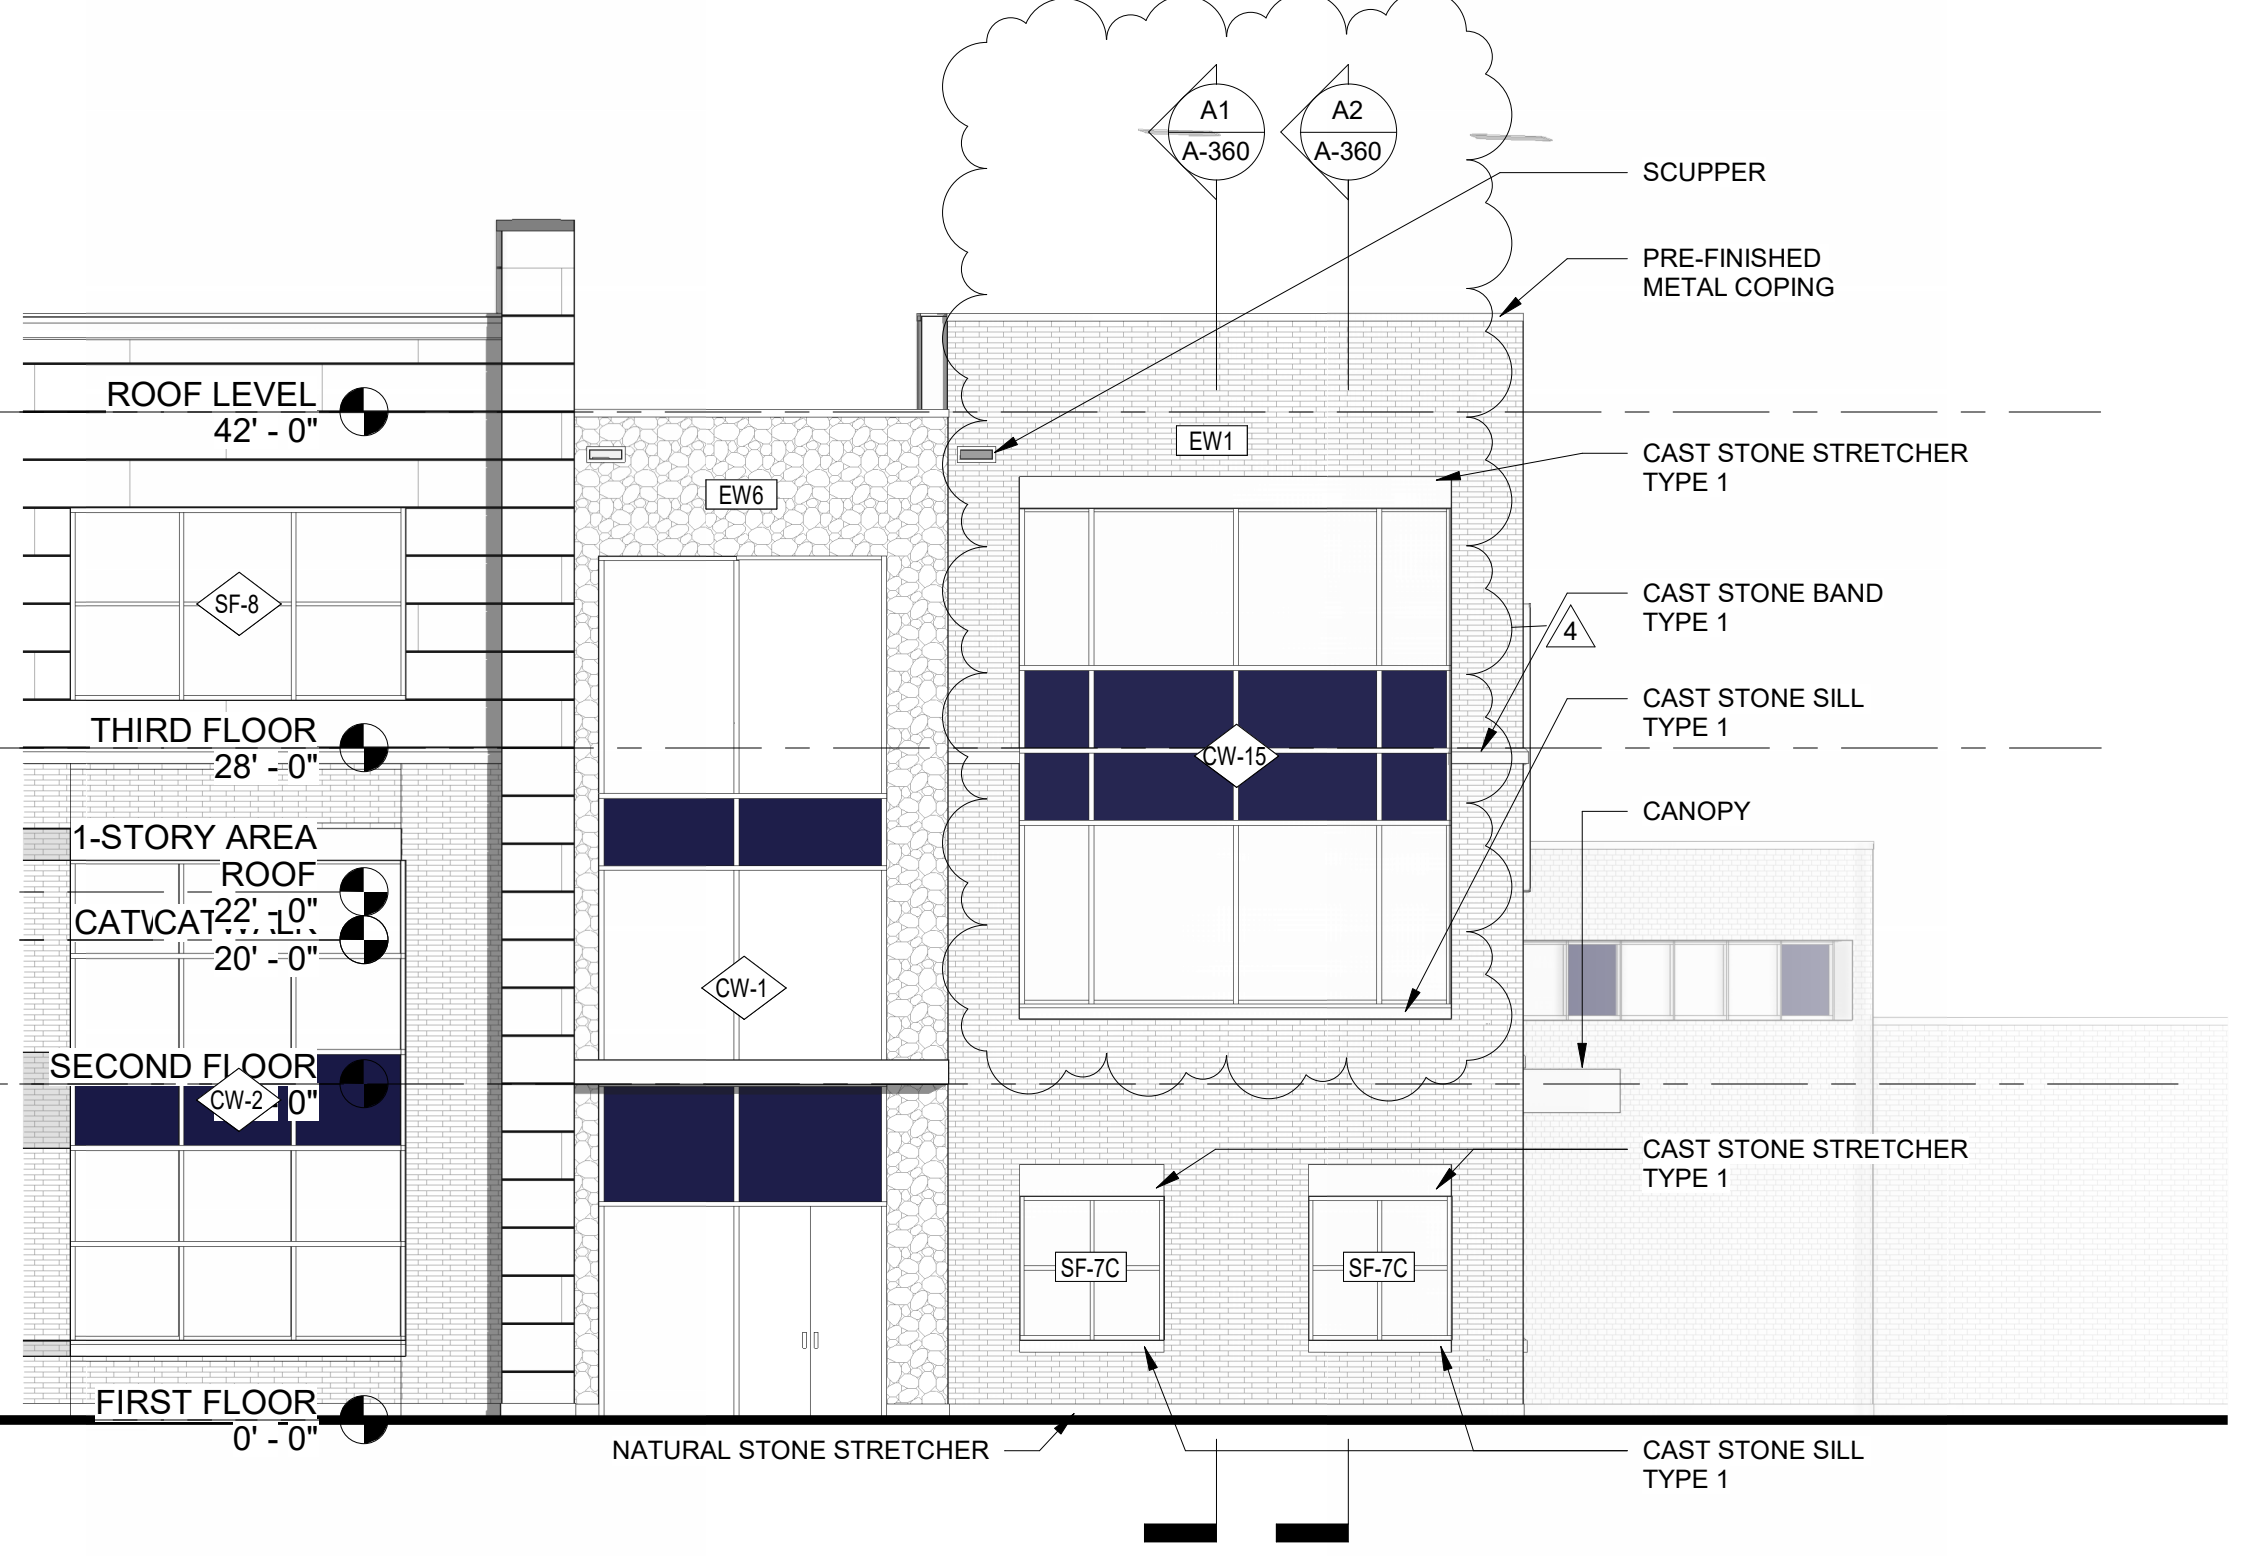 A1
A-360
A2
A-360
SCUPPER
PRE-FINISHED
METAL COPING
ROOF LEVEL
42' - 0"
EW1
CAST STONE STRETCHER
TYPE 1
EW6
SF-8
CAST STONE BAND
TYPE 1
4
CAST STONE SILL
TYPE 1
THIRD FLOOR
28' - 0"
CW-15
CANOPY
1-STORY AREA
ROOF
22' - 0"
20' - 0"
CW-1
SECOND FLOOR
CW-2
0"
CAST STONE STRETCHER
TYPE 1
SF-7C
SF-7C
FIRST FLOOR
0' - 0"
NATURAL STONE STRETCHER
CAST STONE SILL
TYPE 1